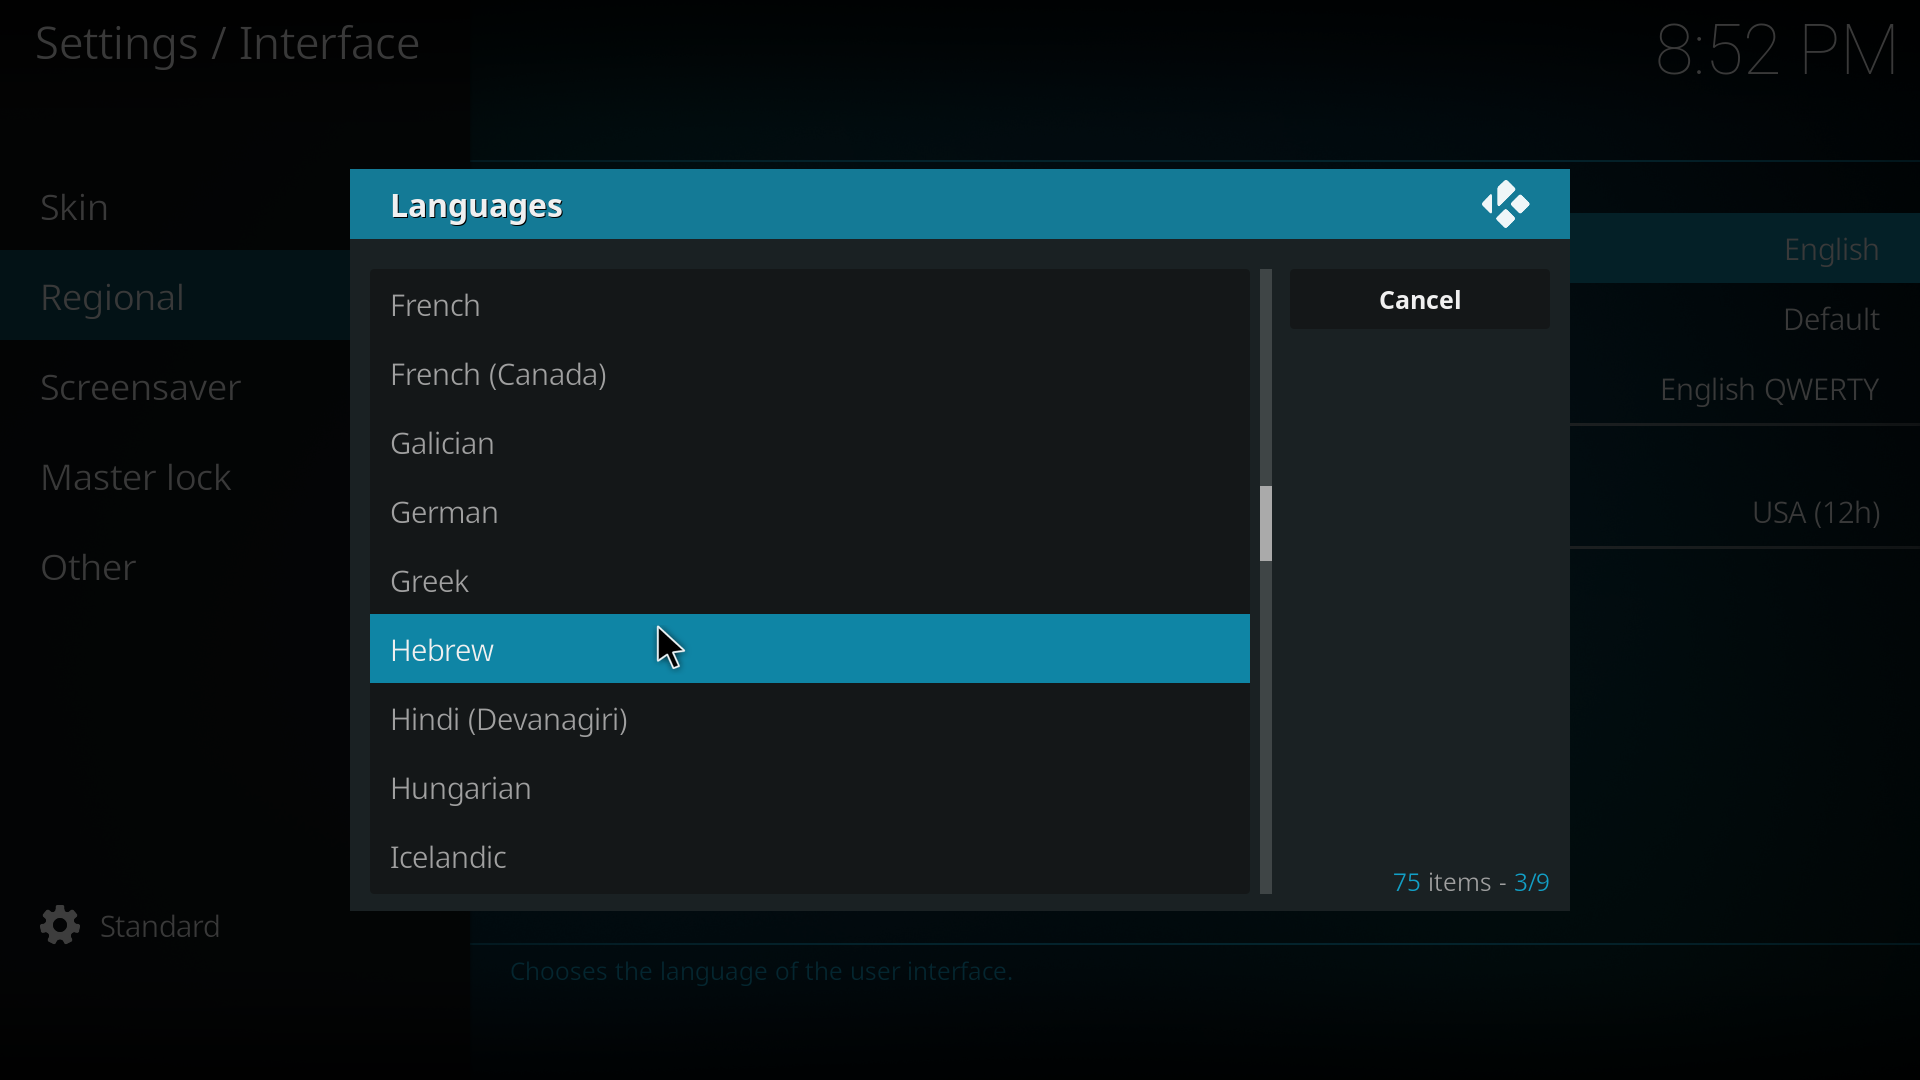 Settings / Interface
8:52 PM
Skin
Regional
Screensaver
Master lock
Other
Standard
Languages
French
French (Canada)
Galician
German
Greek
Hebrew
Hindi (Devanagiri)
Hungarian
Icelandic
Cancel
75 items - 3/9
English
Default
English QWERTY
USA (12h)
Chooses the language of the user interface.